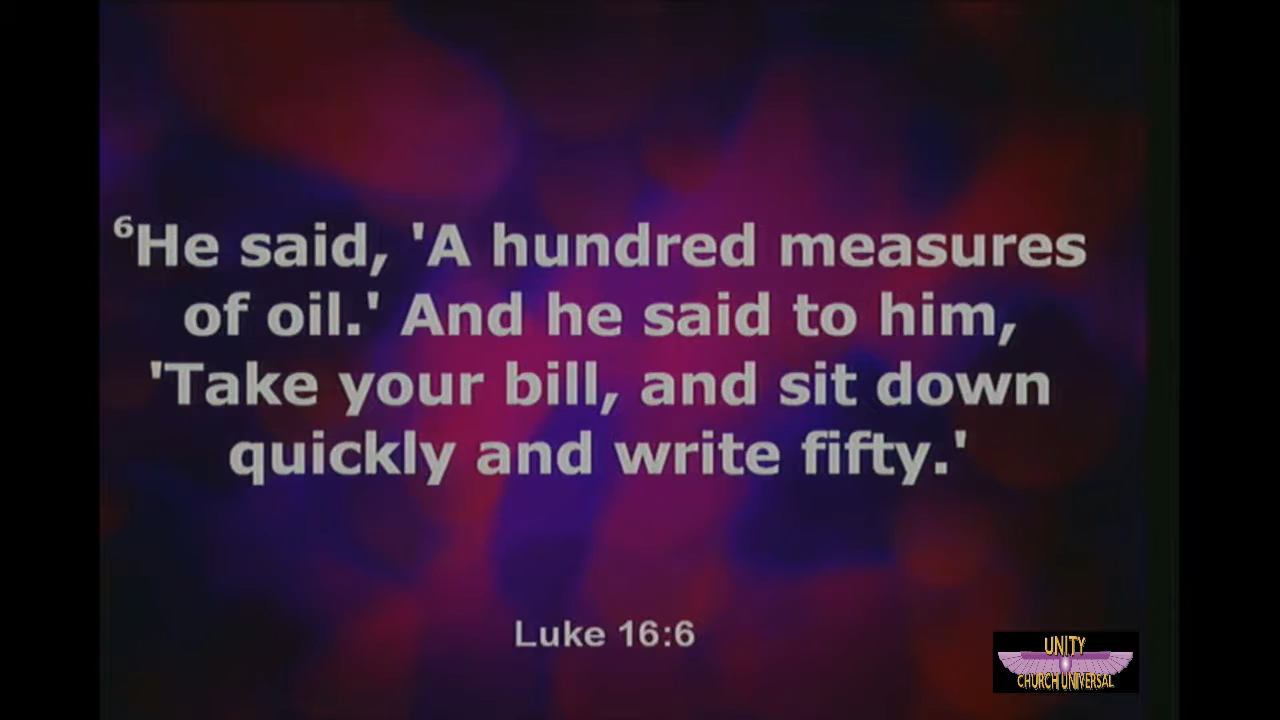 ⁶He said, 'A hundred measures
of oil.' And he said to him,
'Take your bill, and sit down
quickly and write fifty.'
Luke 16:6
UNITY
CHURCH UNIVERSAL